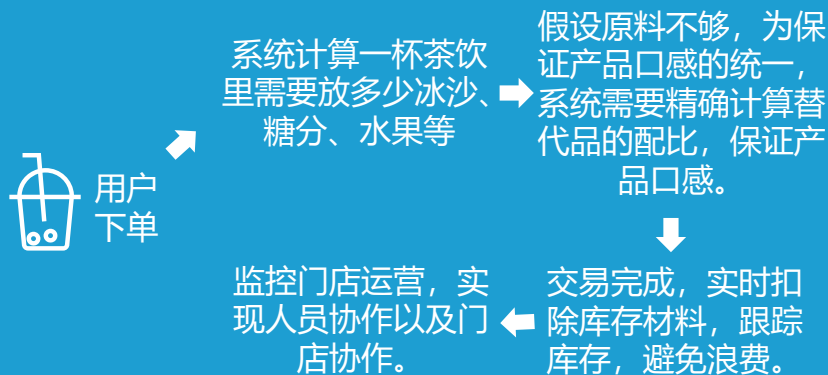 用户
下单
系统计算一杯茶饮
里需要放多少冰沙、
糖分、水果等
假设原料不够，为保
证产品口感的统一，
系统需要精确计算替
代品的配比，保证产
品口感。
交易完成，实时扣
除库存材料，跟踪
库存，避免浪费。
监控门店运营，实
现人员协作以及门
店协作。